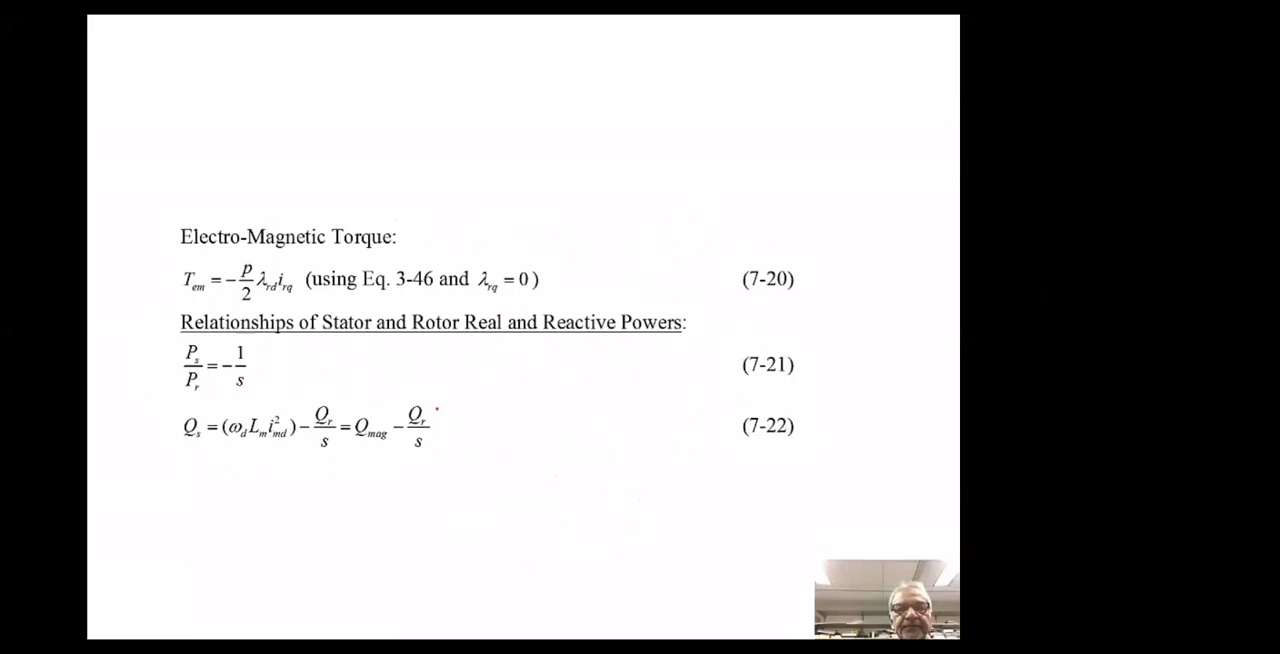 Electro-Magnetic Torque:
T_em = -p/2 λ_rd i_rq (using Eq. 3-46 and λ_rq = 0) (7-20)
Relationships of Stator and Rotor Real and Reactive Powers:
P_s/P_r = -1/s (7-21)
Q_s = (ω_d L_m i²_md) - Q_r/s = Q_mag - Q_r/s (7-22)